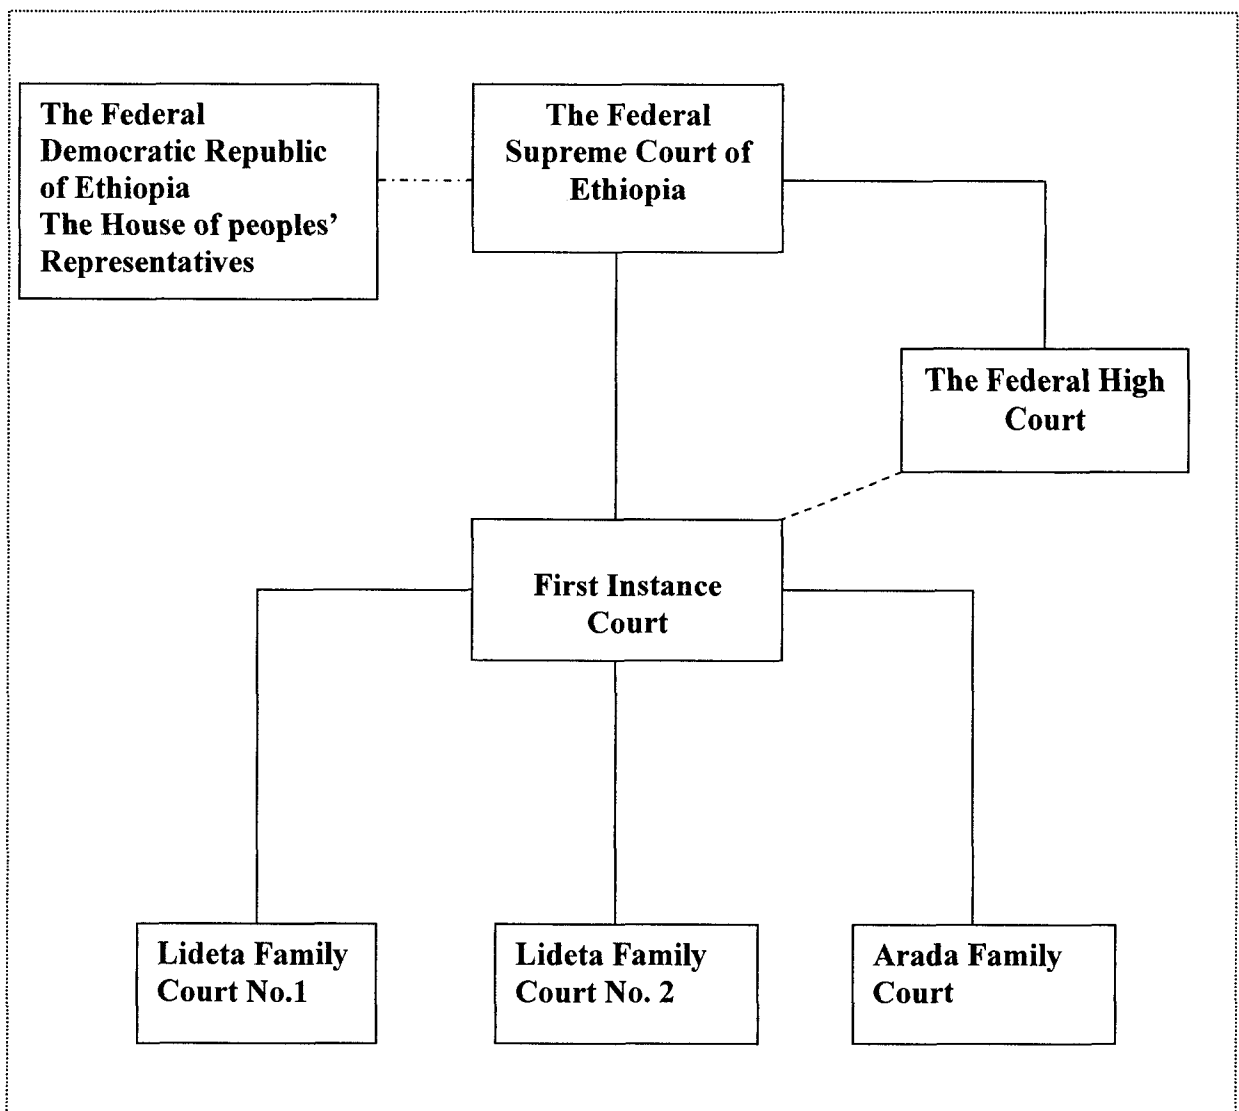 The Federal
Democratic Republic
of Ethiopia
The House of peoples’
Representatives
The Federal
Supreme Court of
Ethiopia
The Federal High
Court
First Instance
Court
Lideta Family
Court No.1
Lideta Family
Court No. 2
Arada Family
Court